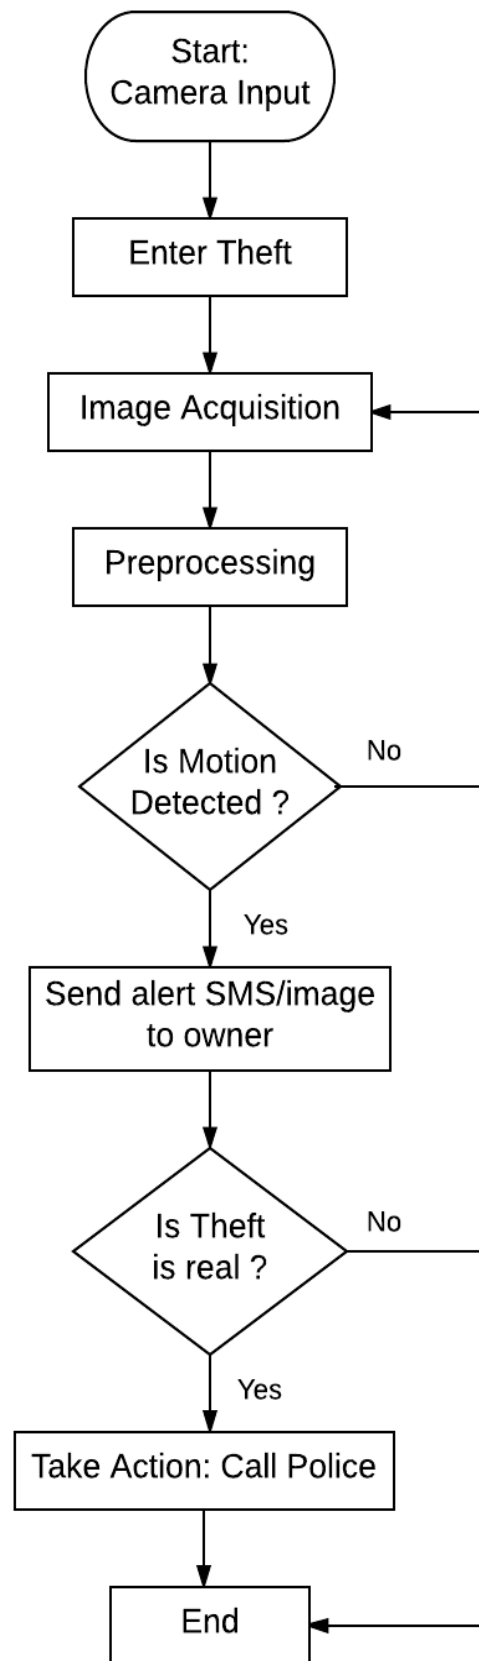 Start:
Camera Input
Enter Theft
Image Acquisition
Preprocessing
Is Motion
Detected ?
No
Yes
Send alert SMS/image
to owner
Is Theft
is real ?
No
Yes
Take Action: Call Police
End